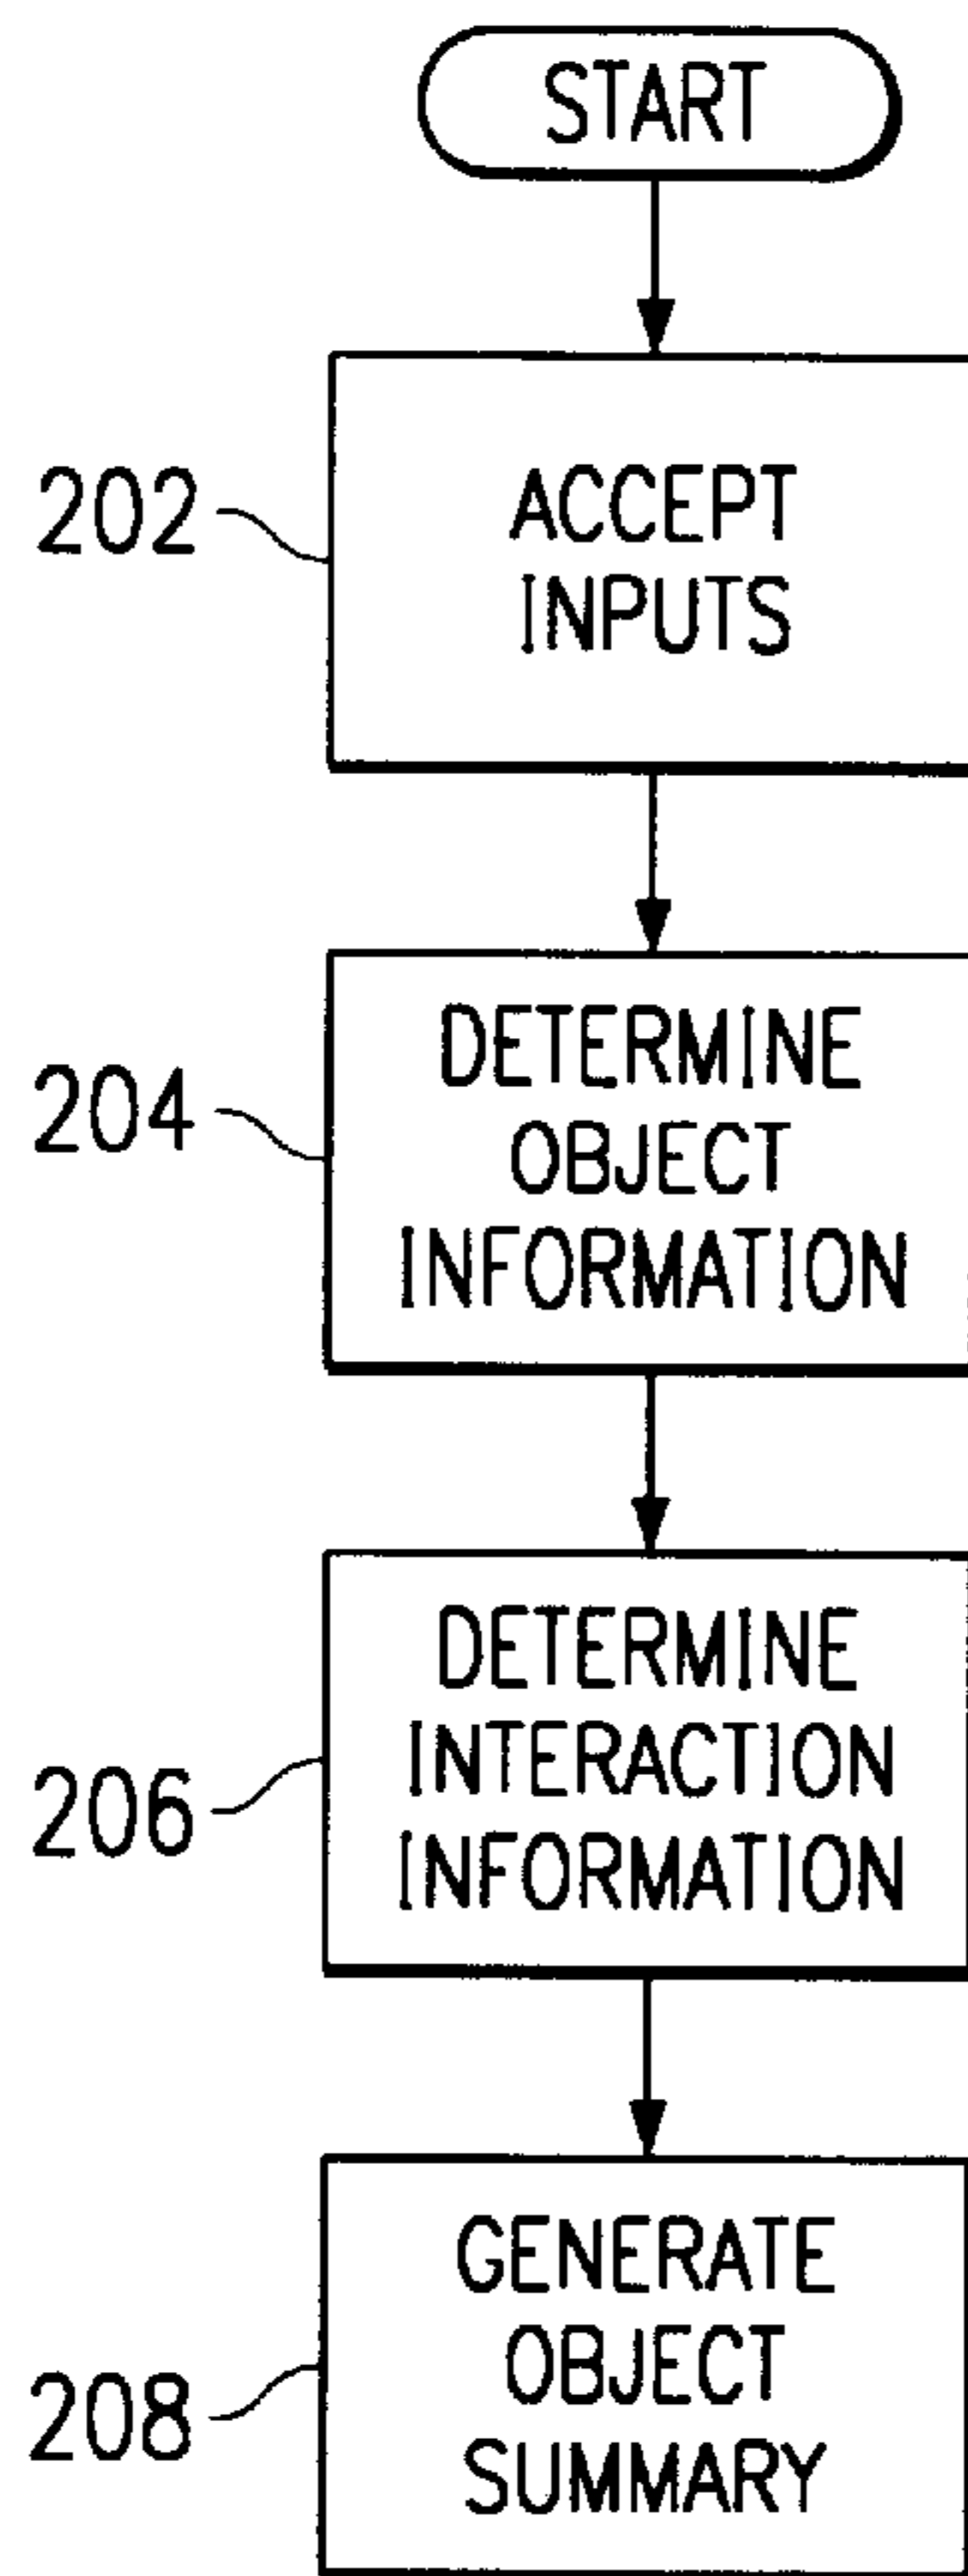 START
202
ACCEPT
INPUTS
204
DETERMINE
OBJECT
INFORMATION
206
DETERMINE
INTERACTION
INFORMATION
208
GENERATE
OBJECT
SUMMARY